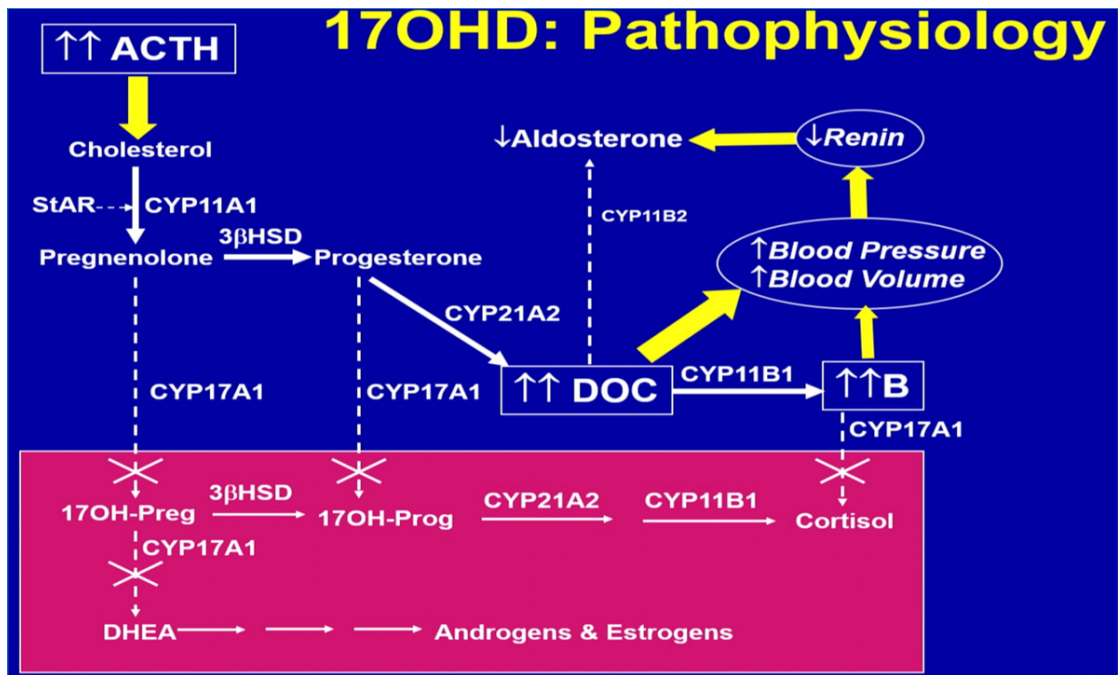 17OHD: Pathophysiology
↑↑ ACTH
Cholesterol
StAR
CYP11A1
Pregnenolone
3βHSD
Progesterone
↓Aldosterone
↓Renin
CYP11B2
↑Blood Pressure
↑Blood Volume
CYP21A2
CYP17A1
CYP17A1
↑↑ DOC
CYP11B1
↑↑B
CYP17A1
17OH-Preg
3βHSD
17OH-Prog
CYP21A2
CYP11B1
Cortisol
CYP17A1
DHEA
Androgens & Estrogens